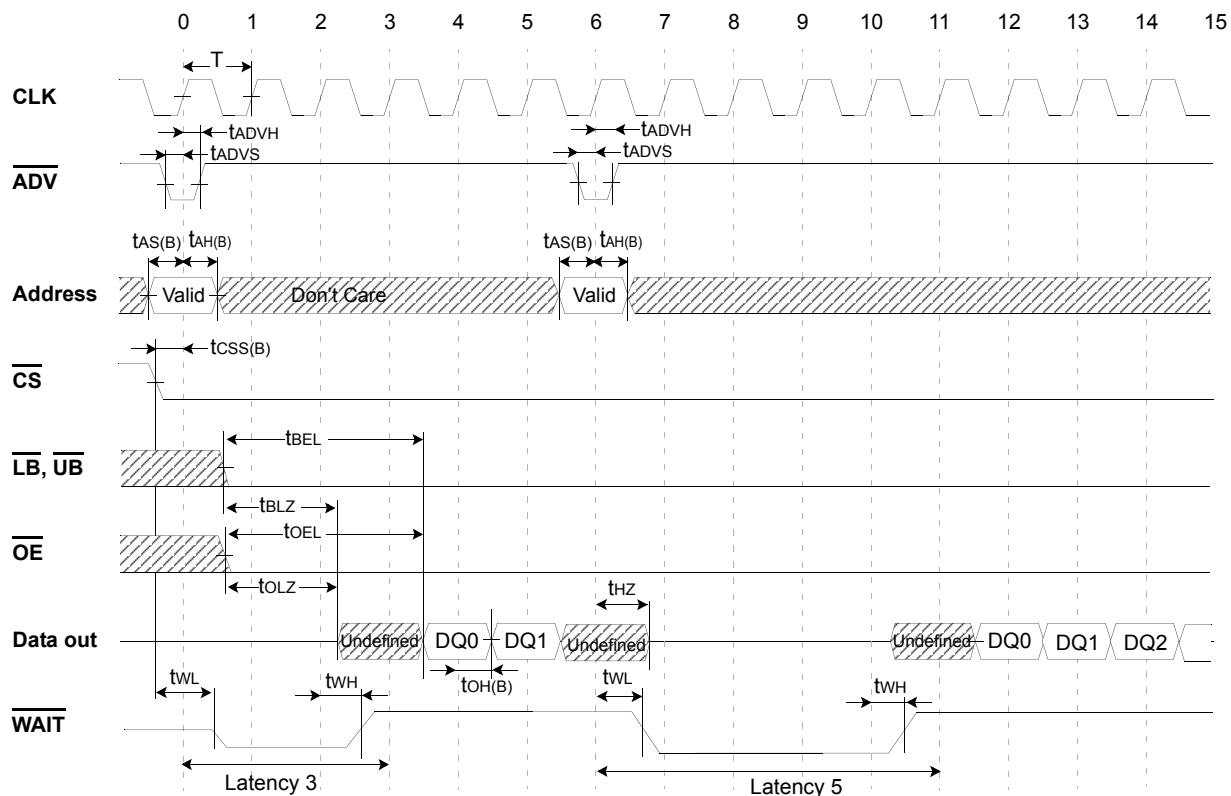 0 1 2 3 4 5 6 7 8 9 10 11 12 13 14 15
T
CLK
tADVH tADVH
tADVS tADVS
ADV
tAS(B) tAH(B) tAS(B) tAH(B)
Address Valid Don't Care Valid
tCSS(B)
CS
tBEL
LB, UB
tBLZ
tOEL
OE
tOLZ tHZ
Data out Undefined DQ0 DQ1 Undefined Undefined DQ0 DQ1 DQ2
tOH(B)
tWL tWH tWL tWH
WAIT
Latency 3 Latency 5